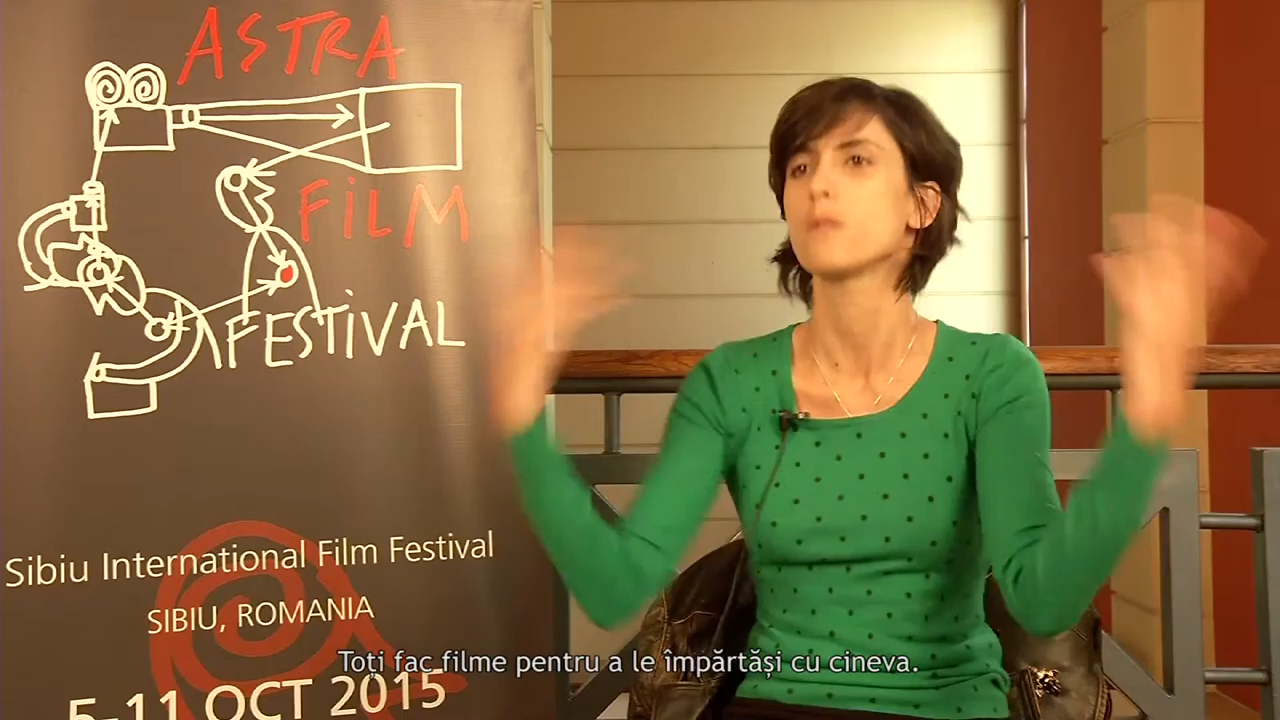 ASTRA
FiLM
FESTiVAL
Sibiu International Film Festival
SIBIU, ROMANIA
5-11 OCT 2015
Toți fac filme pentru a le împărtăși cu cineva.